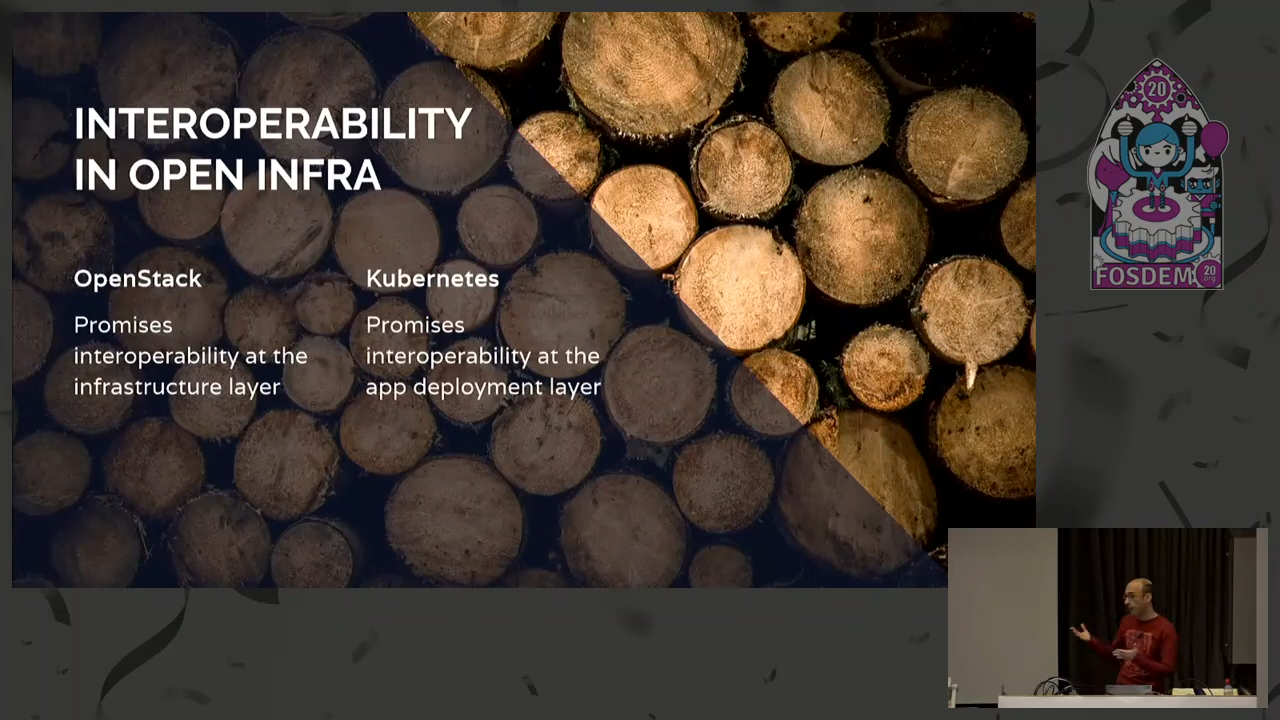 INTEROPERABILITY
IN OPEN INFRA
OpenStack
Promises
interoperability at the
infrastructure layer
Kubernetes
Promises
interoperability at the
app deployment layer
20
FOSDEM
20
.org